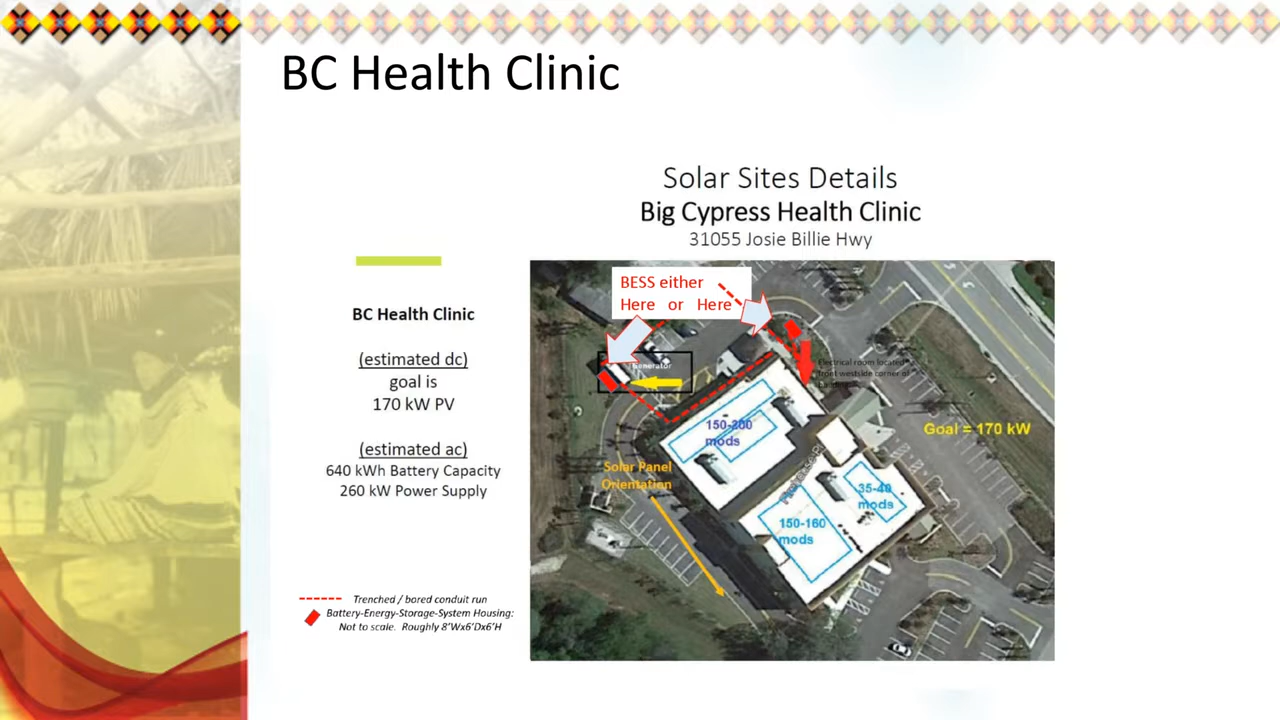 BC Health Clinic
Solar Sites Details
Big Cypress Health Clinic
31055 Josie Billie Hwy
BC Health Clinic
(estimated dc)
goal is
170 kW PV
(estimated ac)
640 kWh Battery Capacity
260 kW Power Supply
Trenched / bored conduit run
Battery-Energy-Storage-System Housing:
Not to scale. Roughly 8'Wx6'Dx6'H
BESS either
Here or Here
Generator
Electrical room located
front westside corner of
building
Goal = 170 kW
150-200
mods
Solar Panel
Orientation
35-40
mods
150-160
mods